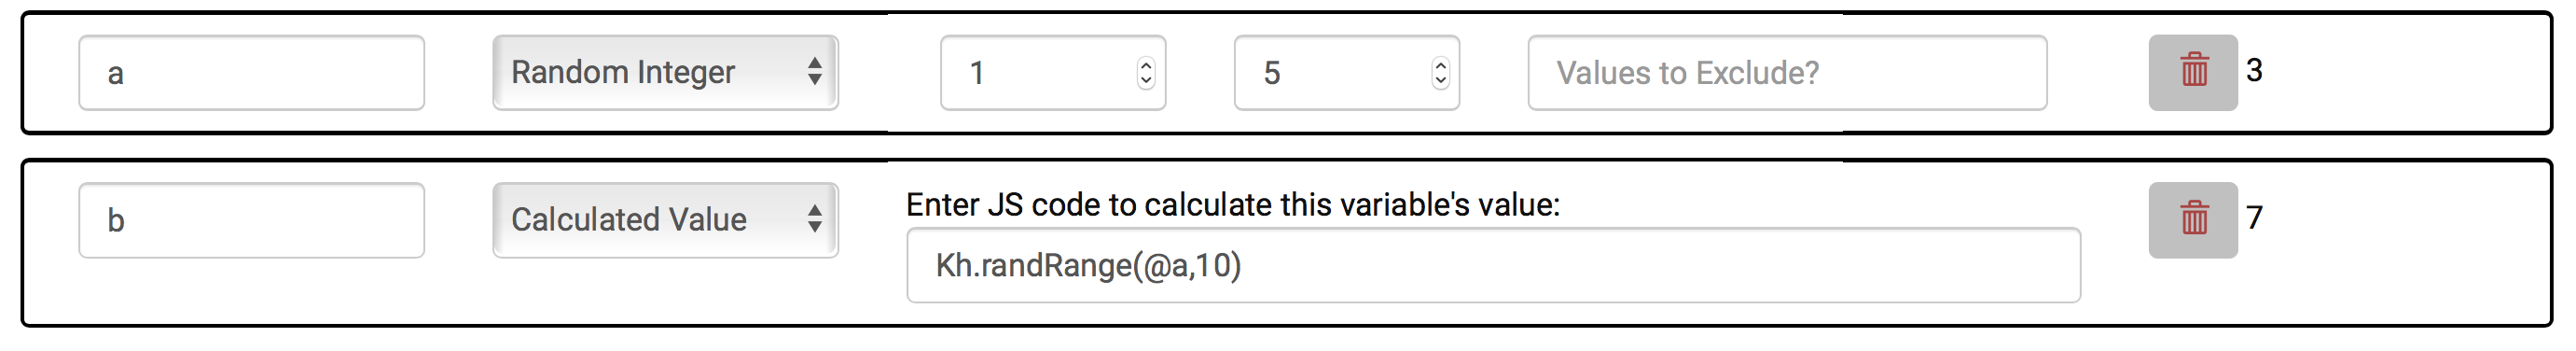 a Random Integer 1 5 Values to Exclude? 3
Enter JS code to calculate this variable's value:
b Calculated Value 7
Kh.randRange(@a,10)